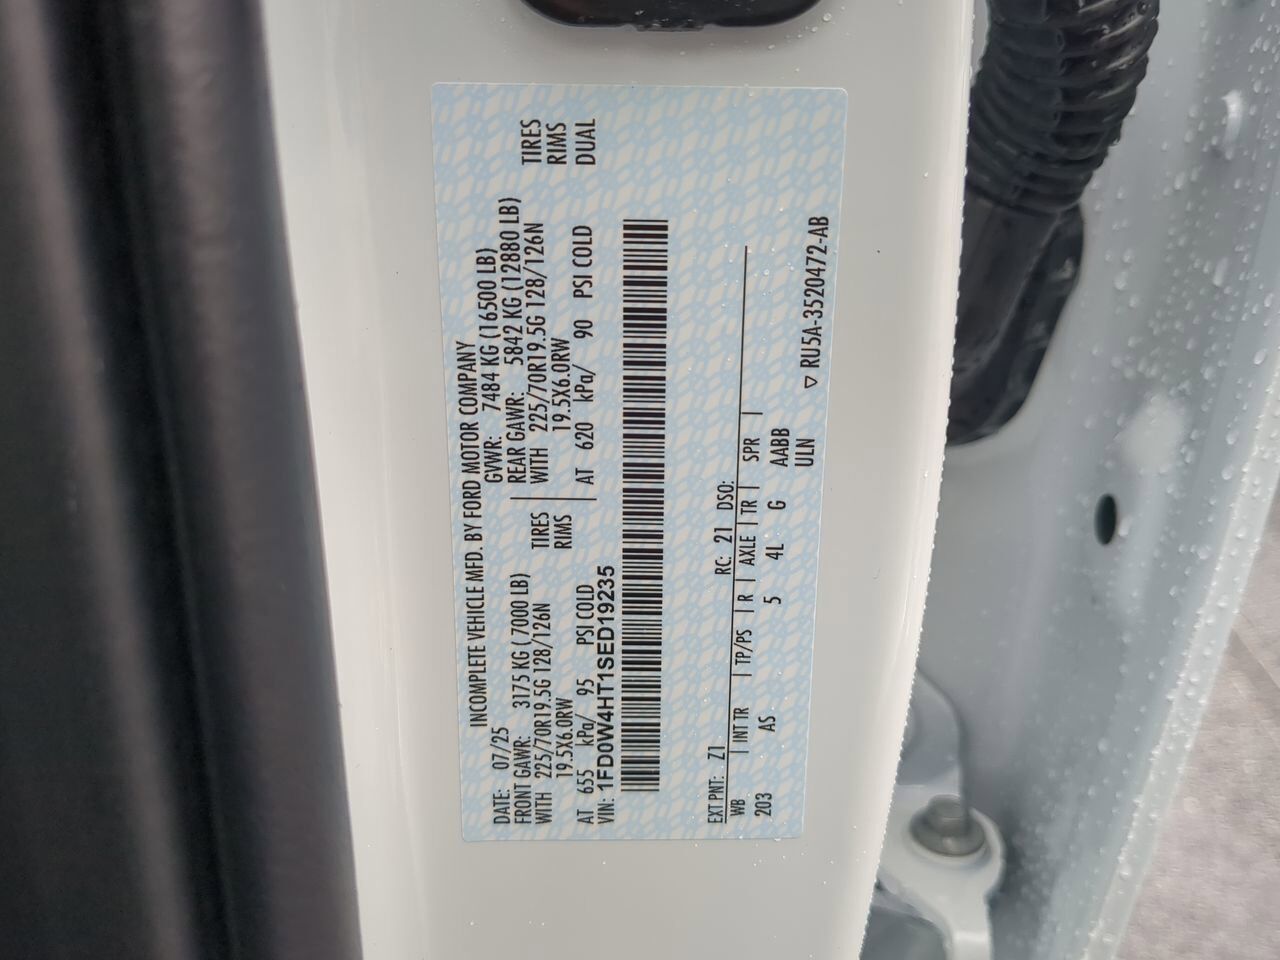 INCOMPLETE VEHICLE MFD. BY FORD MOTOR COMPANY
DATE: 07/25 GVWR: 7484 KG (16500 LB)
FRONT GAWR: 3175 KG ( 7000 LB) REAR GAWR: 5842 KG (12880 LB)
WITH 225/70R19.5G 128/126N TIRES WITH 225/70R19.5G 128/126N TIRES
19.5X6.0RW RIMS 19.5X6.0RW RIMS
AT 655 kPa/ 95 PSI COLD AT 620 kPa/ 90 PSI COLD DUAL
VIN: 1FD0W4HT1SED19235
EXT PNT: Z1 RC: 21 DSO:
WB | INT TR | TP/PS | R | AXLE | TR | SPR |
203 AS 5 4L G AABB
ULN
▽ RU5A-3520472-AB